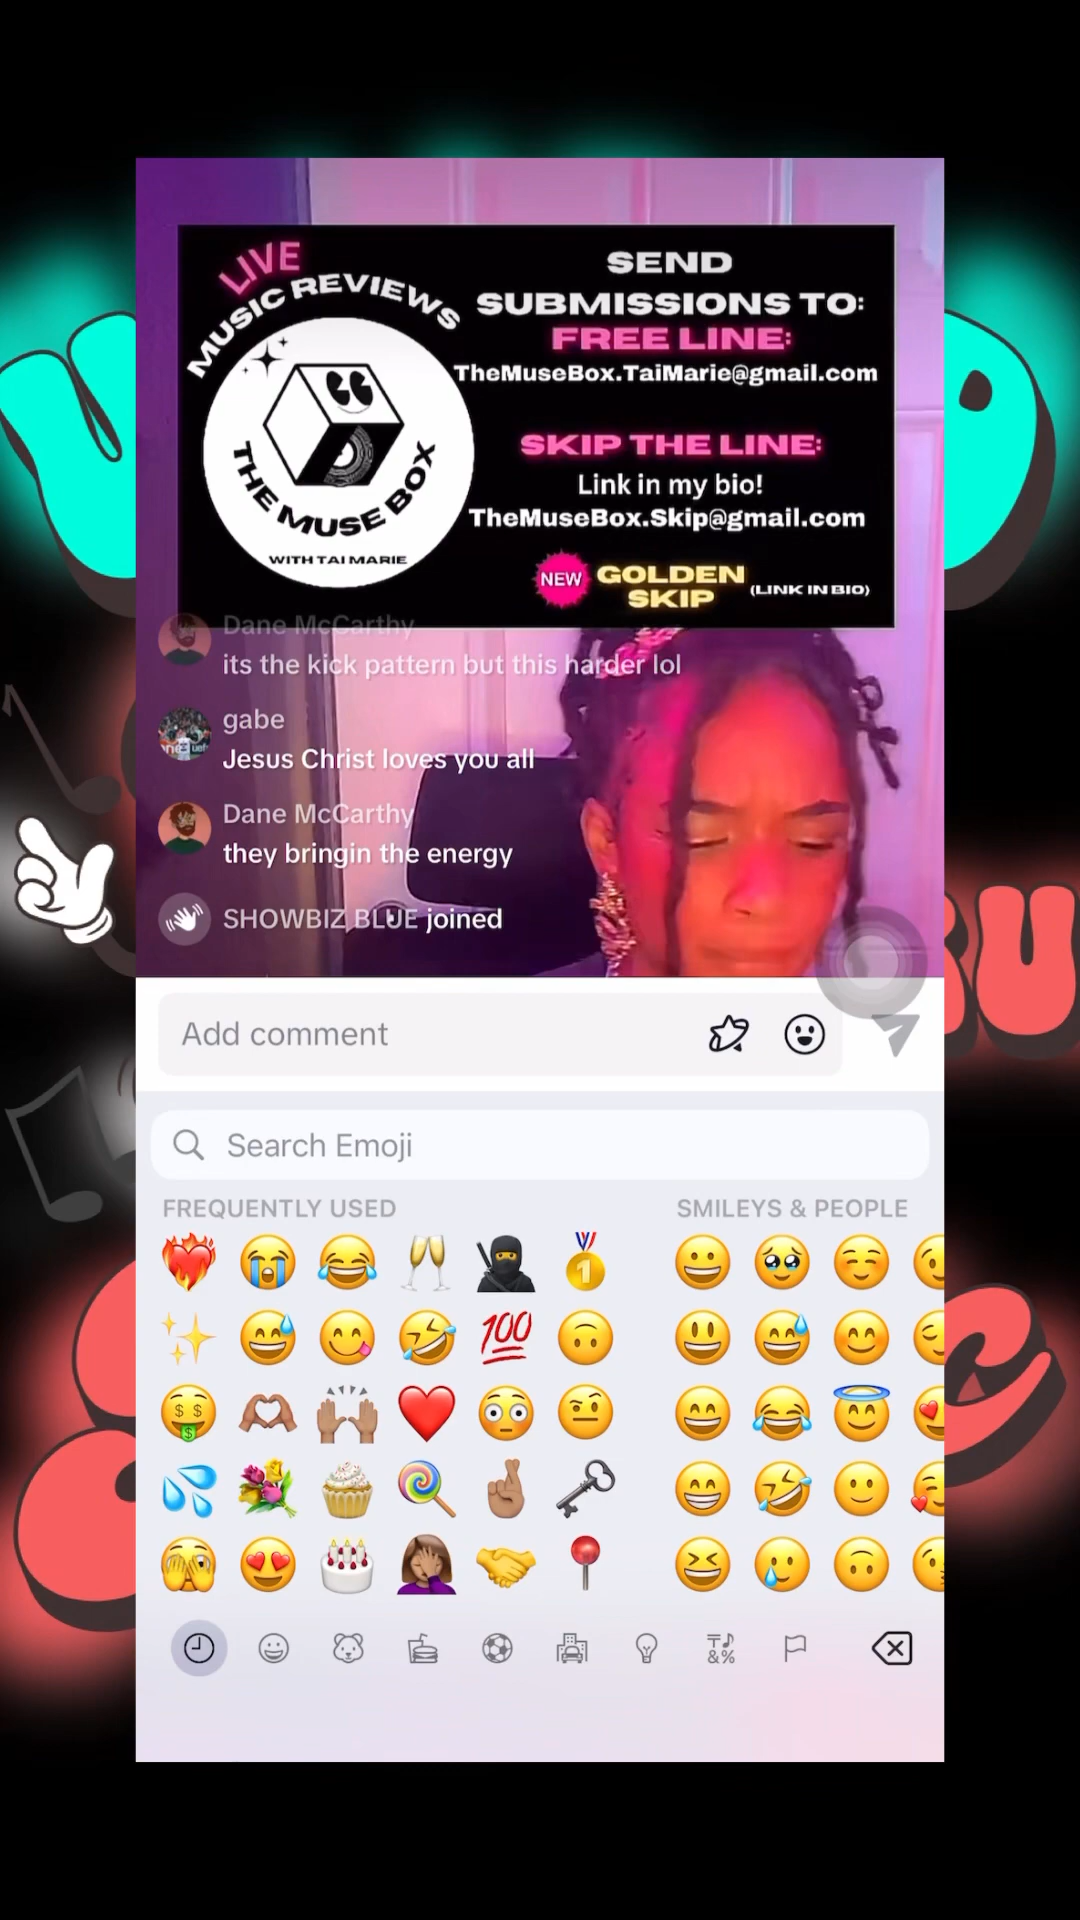 LIVE
MUSIC REVIEWS
THE MUSE BOX
WITH TAI MARIE
SEND
SUBMISSIONS TO:
FREE LINE:
TheMuseBox.TaiMarie@gmail.com
SKIP THE LINE:
Link in my bio!
TheMuseBox.Skip@gmail.com
NEW
GOLDEN
SKIP
(LINK IN BIO)
Dane McCarthy
its the kick pattern but this harder lol
gabe
Jesus Christ loves you all
Dane McCarthy
they bringin the energy
SHOWBIZ BLUE joined
Add comment
Search Emoji
FREQUENTLY USED
SMILEYS & PEOPLE